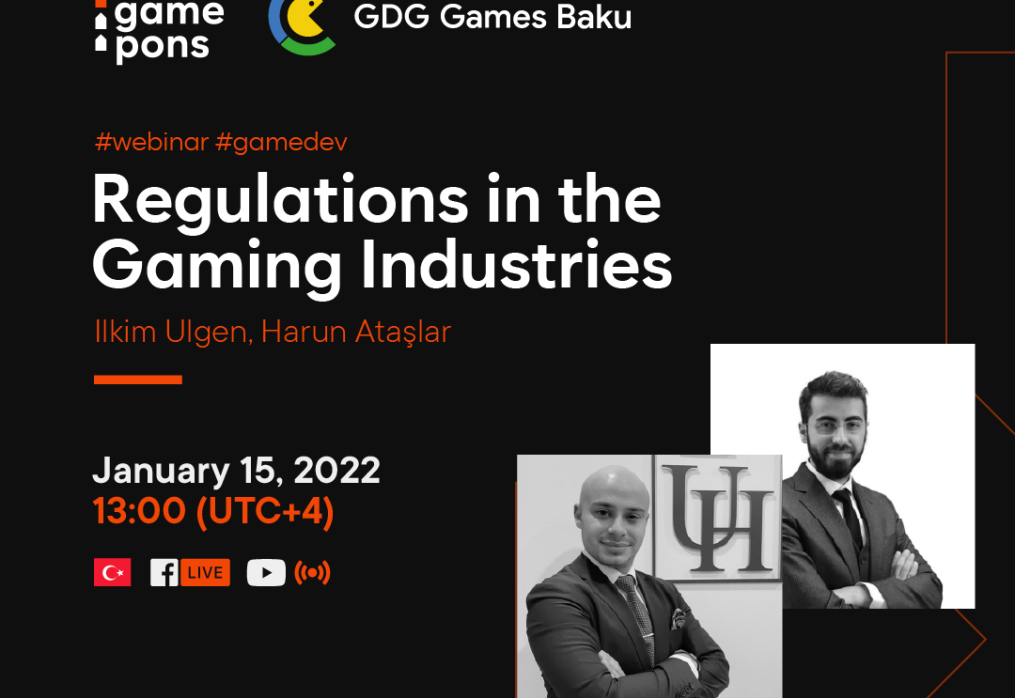 game
pons
GDG Games Baku
#webinar #gamedev
Regulations in the
Gaming Industries
Ilkim Ulgen, Harun Ataşlar
January 15, 2022
13:00 (UTC+4)
f LIVE
UH